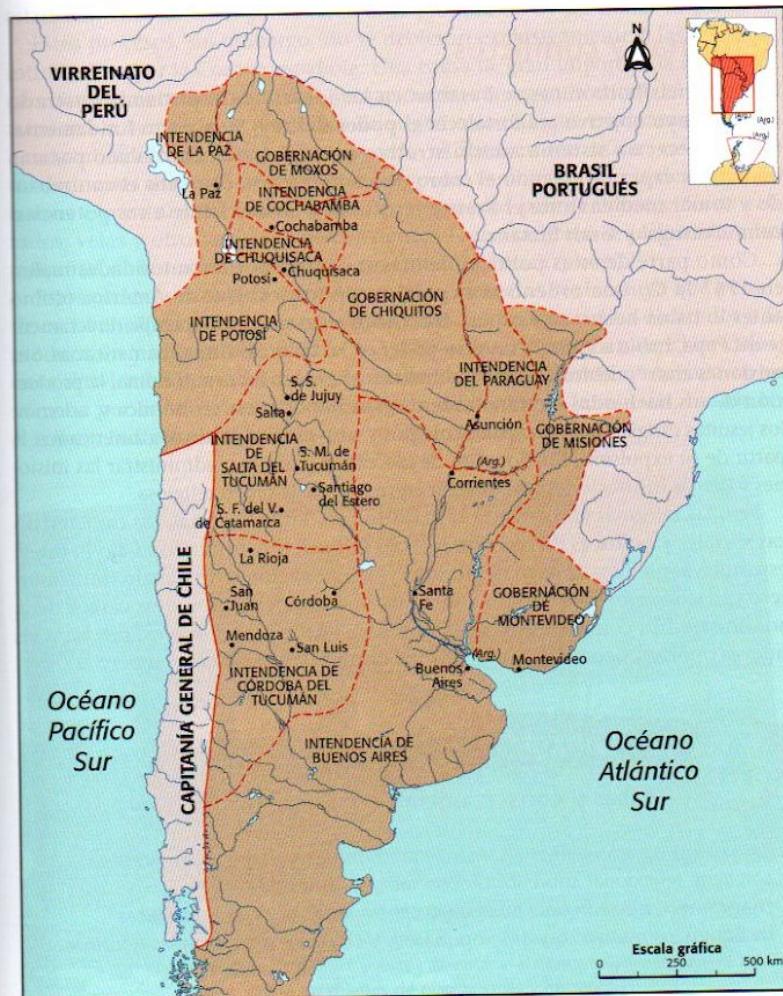 N
(Arg.)
(Arg.)
VIRREINATO
DEL
PERÚ
INTENDENCIA
DE LA PAZ
La Paz
GOBERNACIÓN
DE MOXOS
BRASIL
PORTUGUÉS
INTENDENCIA
DE COCHABAMBA
Cochabamba
INTENDENCIA
DE CHUQUISACA
Chuquisaca
Potosí
GOBERNACIÓN
DE CHIQUITOS
INTENDENCIA
DE POTOSÍ
INTENDENCIA
DEL PARAGUAY
S. S.
de Jujuy
Salta
Asunción
GOBERNACIÓN
DE MISIONES
INTENDENCIA
DE
SALTA DEL
TUCUMÁN
S. M. de
Tucumán
(Arg.)
Corrientes
Santiago
del Estero
S. F. del V.
de Catamarca
La Rioja
San
Juan
Córdoba
Santa
Fe
GOBERNACIÓN
DE
MONTEVIDEO
Mendoza
San Luis
(Arg.)
Buenos
Aires
Montevideo
INTENDENCIA DE
CÓRDOBA DEL
TUCUMÁN
CAPITANÍA GENERAL DE CHILE
Océano
Pacífico
Sur
INTENDENCIA DE
BUENOS AIRES
Océano
Atlántico
Sur
Escala gráfica
0 250 500 km